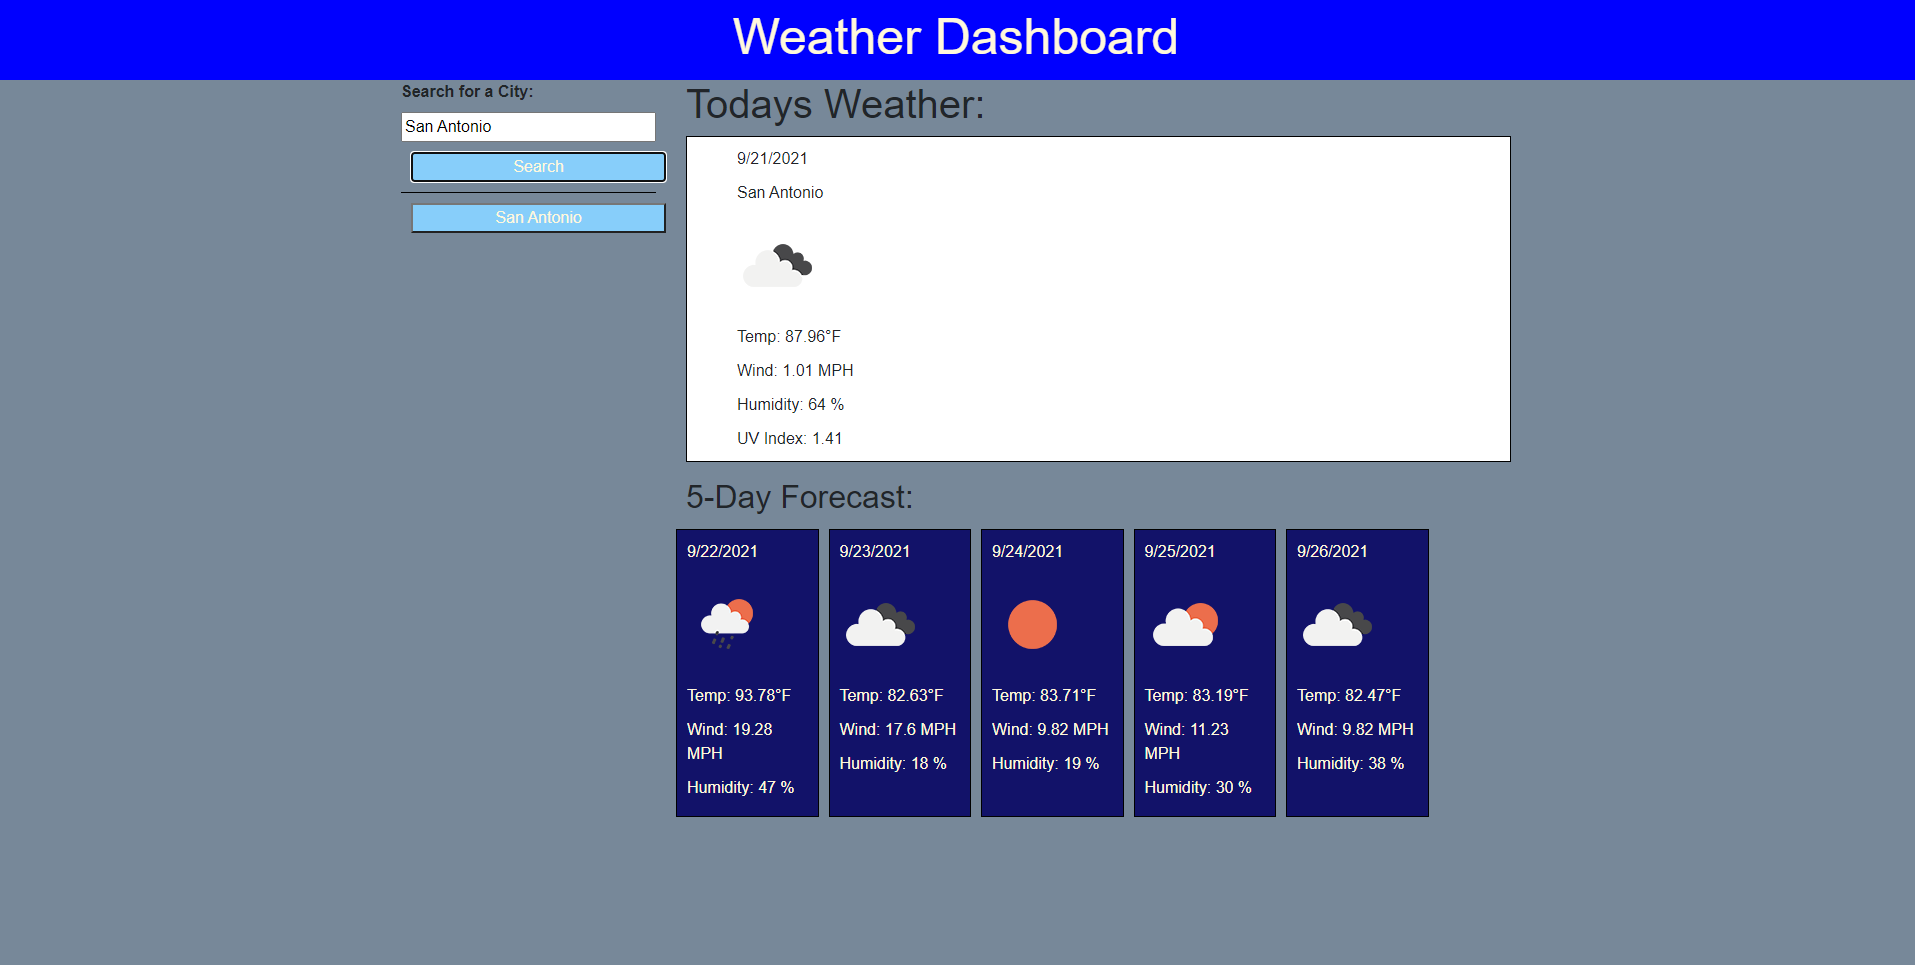 Weather Dashboard
Search for a City:
San Antonio
Search
San Antonio
Todays Weather:
9/21/2021
San Antonio
Temp: 87.96°F
Wind: 1.01 MPH
Humidity: 64 %
UV Index: 1.41
5-Day Forecast:
9/22/2021
Temp: 93.78°F
Wind: 19.28
MPH
Humidity: 47 %
9/23/2021
Temp: 82.63°F
Wind: 17.6 MPH
Humidity: 18 %
9/24/2021
Temp: 83.71°F
Wind: 9.82 MPH
Humidity: 19 %
9/25/2021
Temp: 83.19°F
Wind: 11.23
MPH
Humidity: 30 %
9/26/2021
Temp: 82.47°F
Wind: 9.82 MPH
Humidity: 38 %